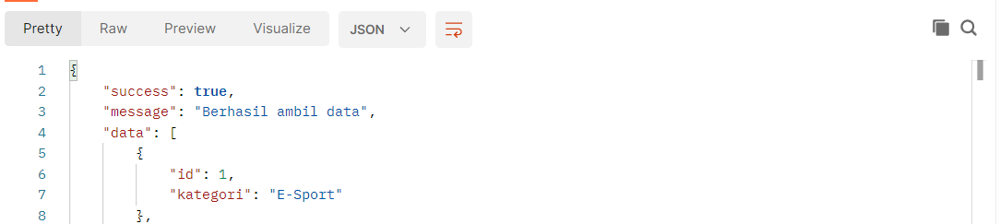 Pretty Raw Preview Visualize JSON
1 {
2 "success": true,
3 "message": "Berhasil ambil data",
4 "data": [
5 {
6 "id": 1,
7 "kategori": "E-Sport"
8 },